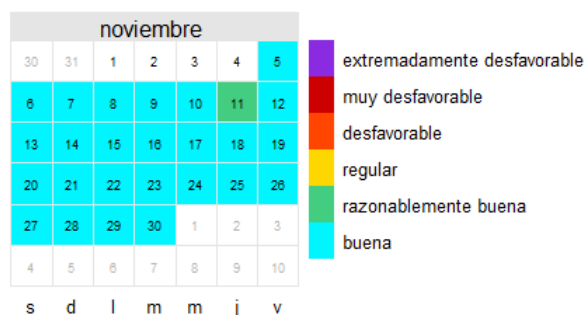 noviembre
30 31 1 2 3 4 5
6 7 8 9 10 11 12
13 14 15 16 17 18 19
20 21 22 23 24 25 26
27 28 29 30 1 2 3
4 5 6 7 8 9 10
s d l m m j v
extremadamente desfavorable
muy desfavorable
desfavorable
regular
razonablemente buena
buena